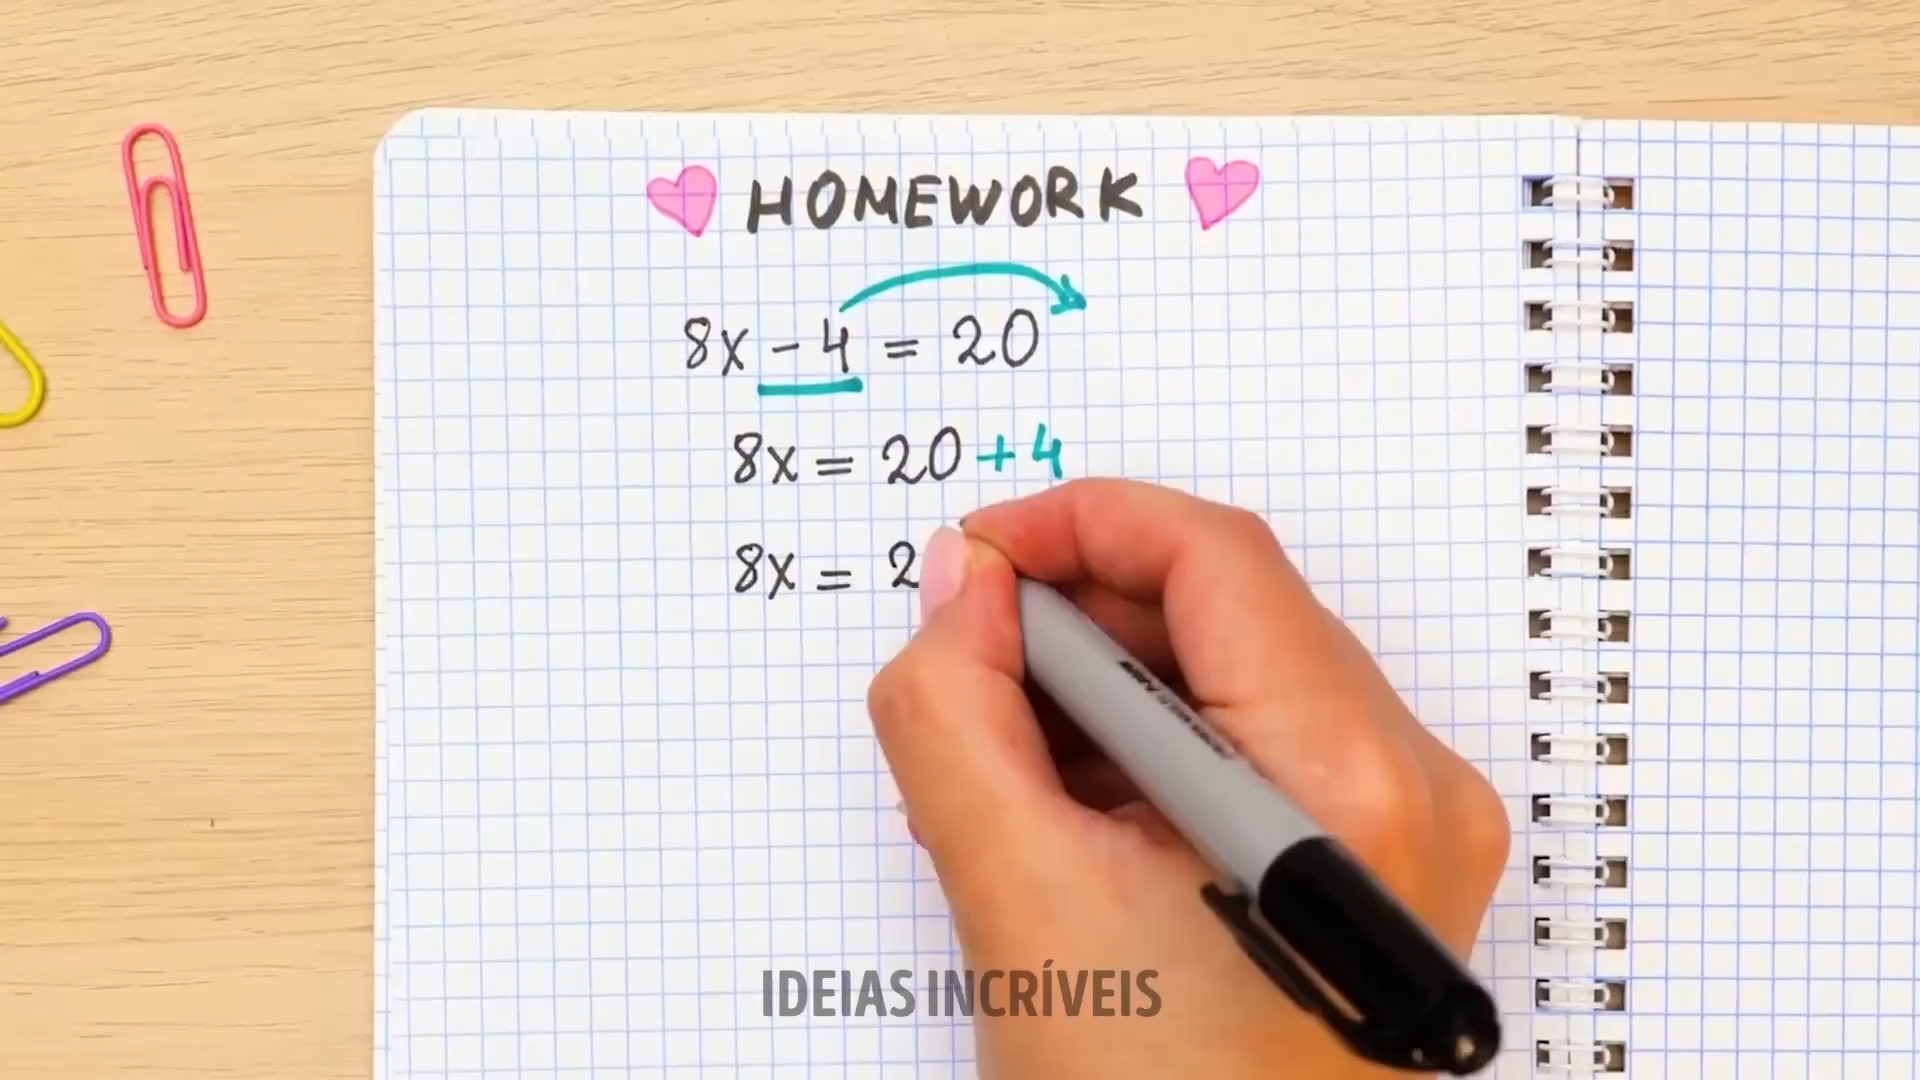 HOMEWORK
8x - 4 = 20
8x = 20 + 4
8x = 2
IDEIAS INCRÍVEIS